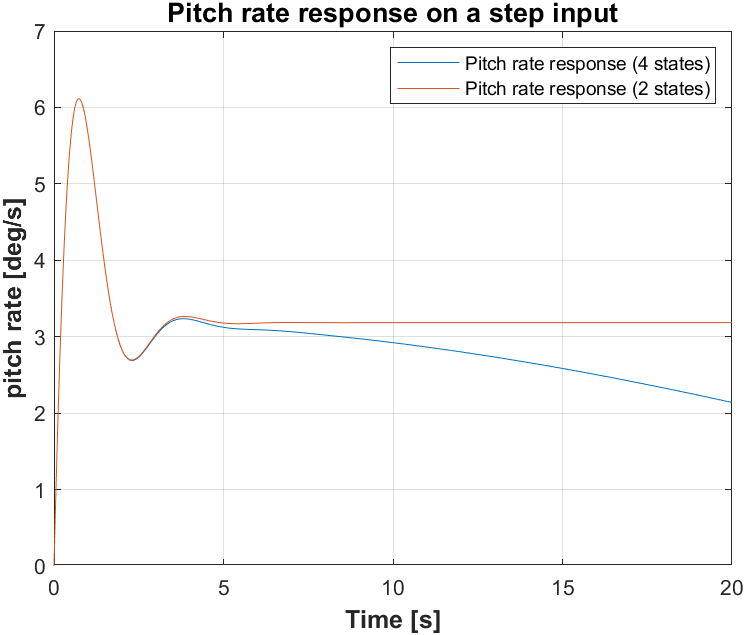 Pitch rate response on a step input
Pitch rate response (4 states)
Pitch rate response (2 states)
pitch rate [deg/s]
7
6
5
4
3
2
1
0
0 5 10 15 20
Time [s]